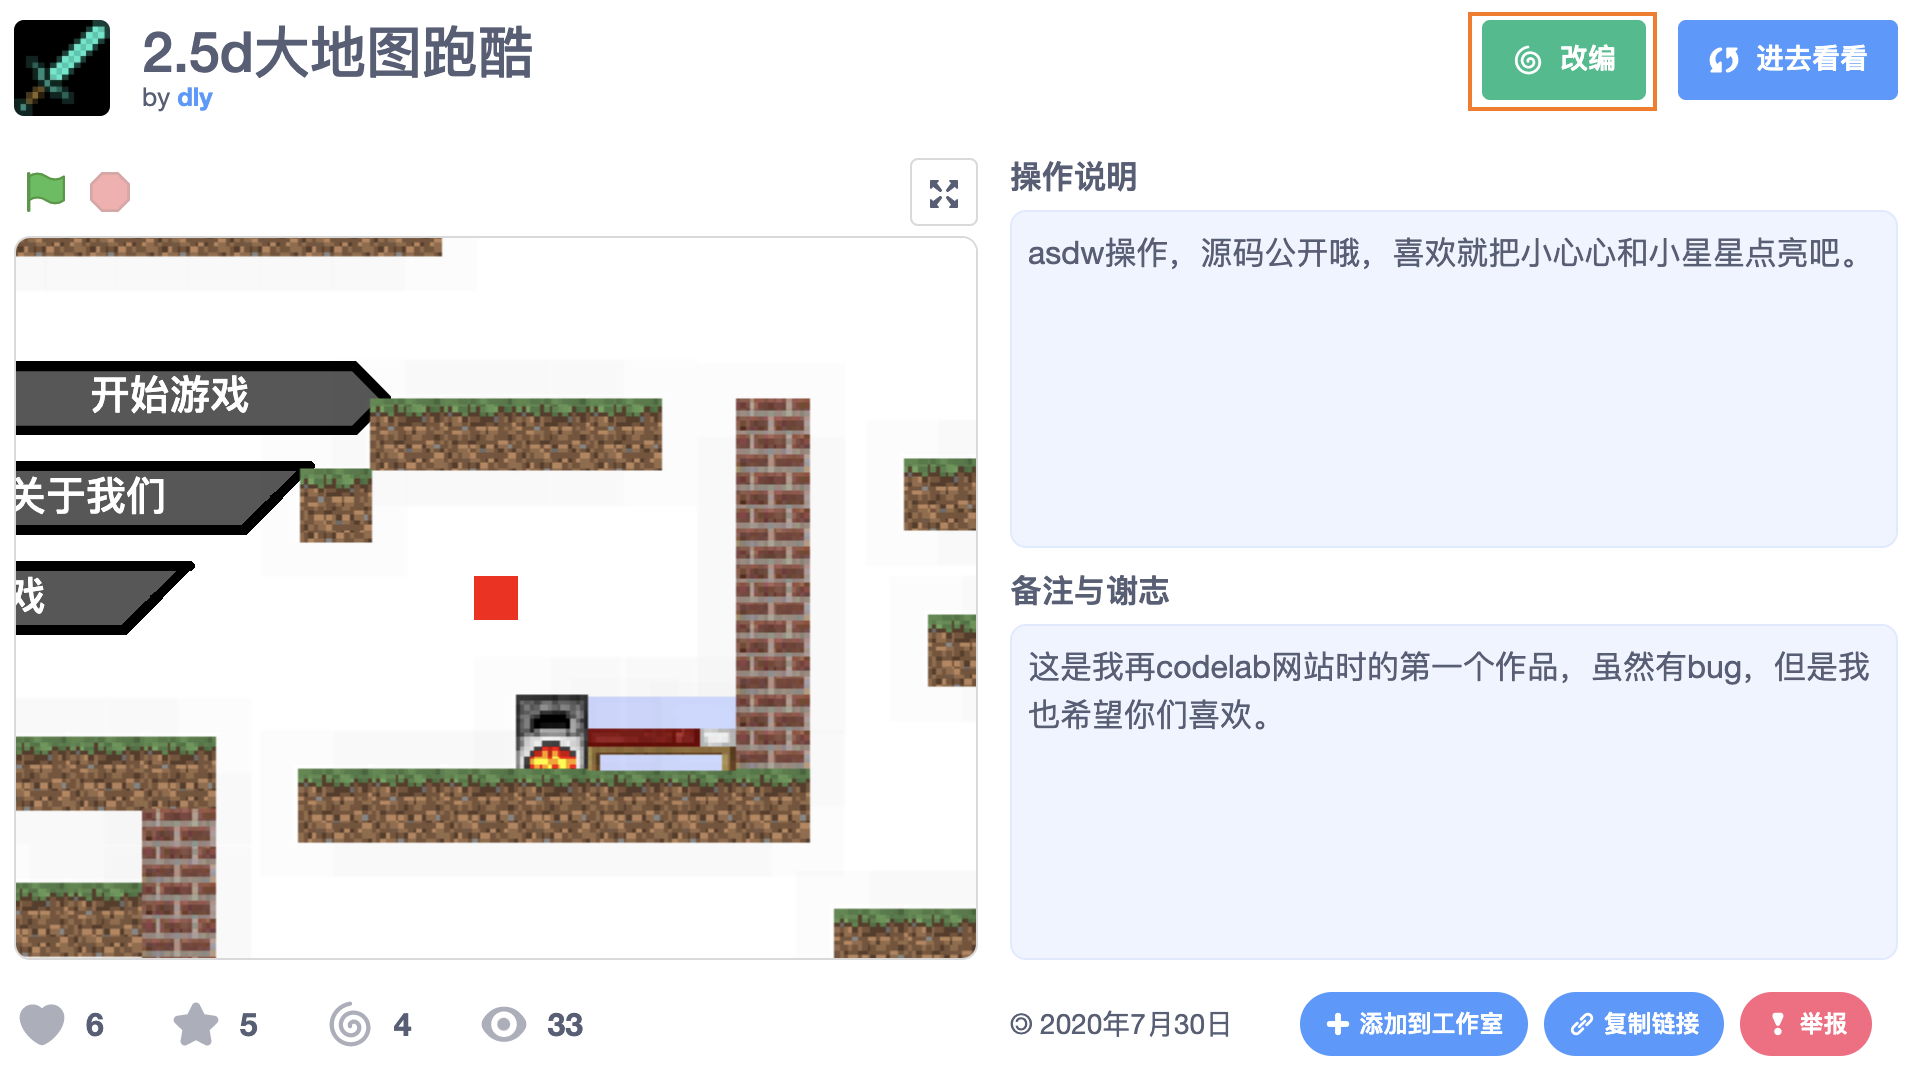 2.5d大地图跑酷
by dly
改编
进去看看
操作说明
asdw操作，源码公开哦，喜欢就把小心心和小星星点亮吧。
开始游戏
关于我们
戏
备注与谢志
这是我再codelab网站时的第一个作品，虽然有bug，但是我
也希望你们喜欢。
6
5
4
33
2020年7月30日
添加到工作室
复制链接
举报